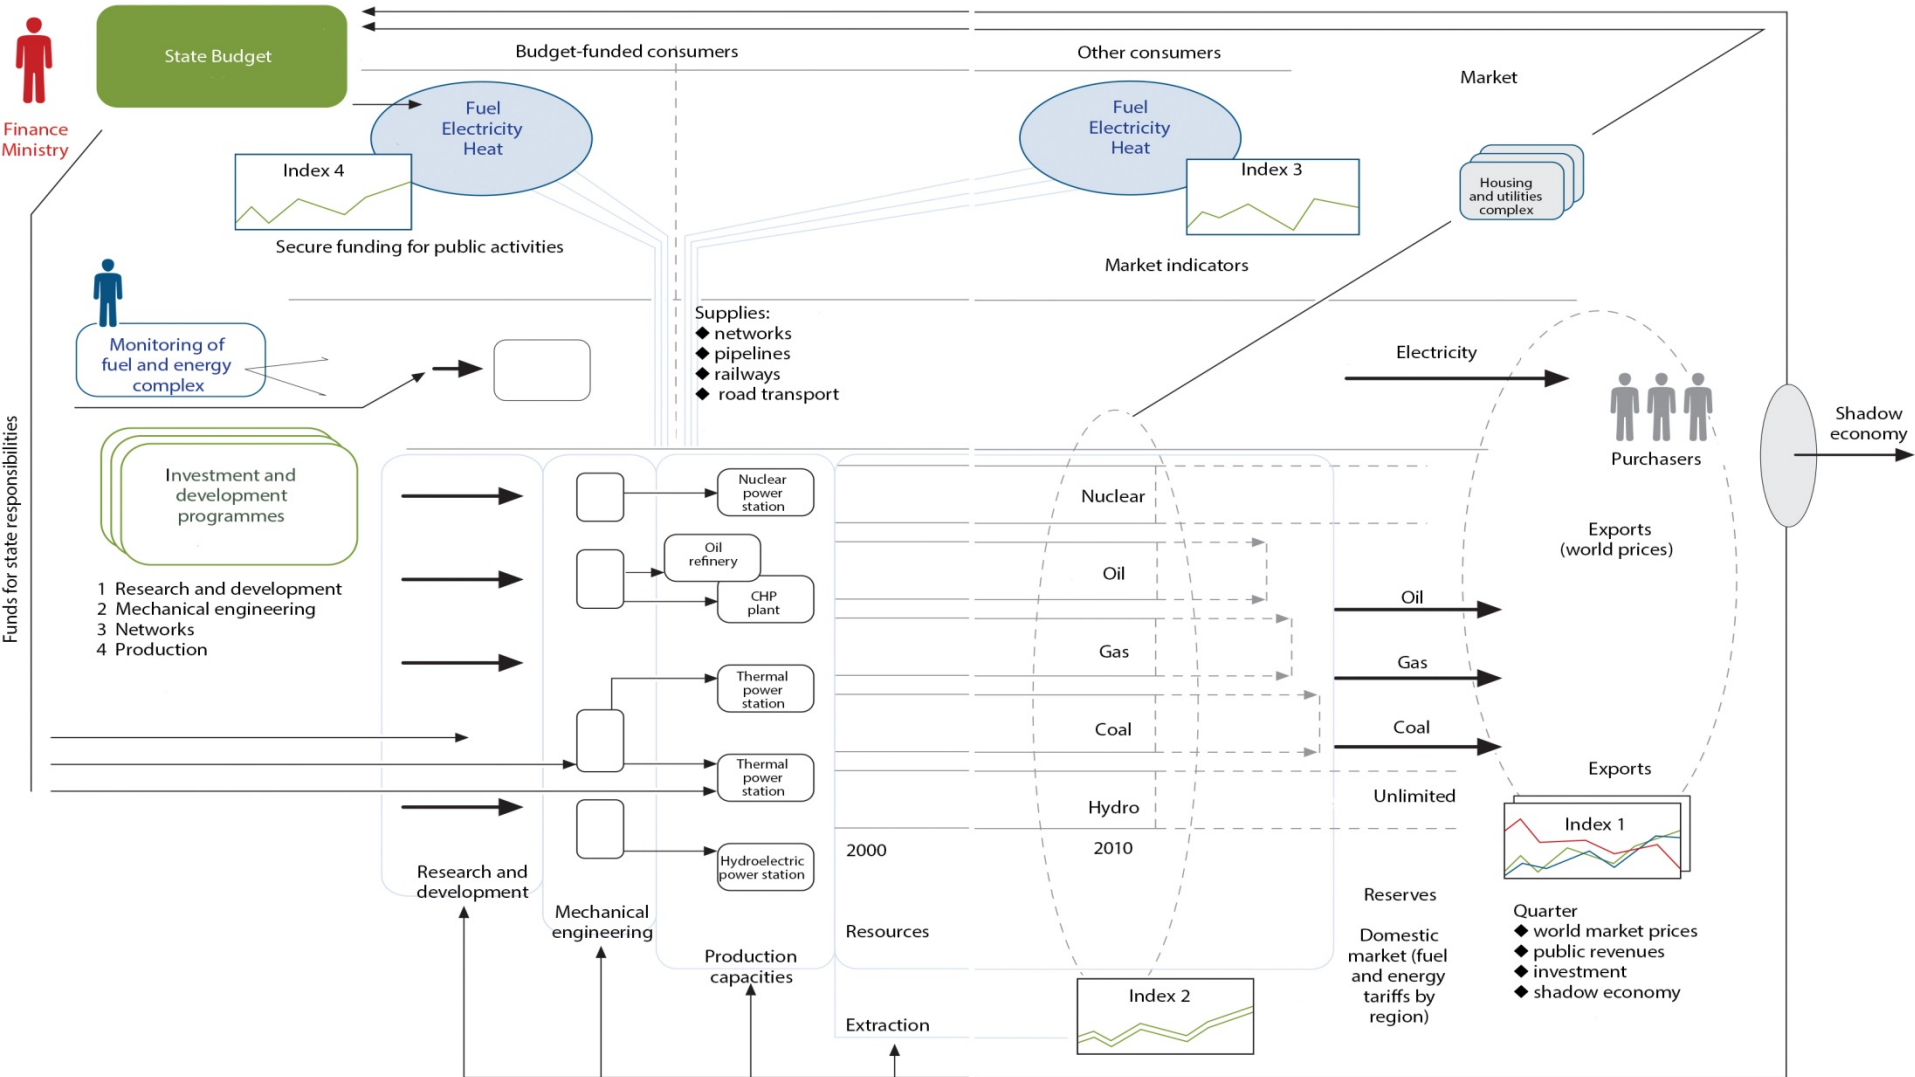 State Budget
Finance
Ministry
Budget-funded consumers
Other consumers
Market
Fuel
Electricity
Heat
Index 4
Secure funding for public activities
Fuel
Electricity
Heat
Index 3
Market indicators
Housing
and utilities
complex
Monitoring of
fuel and energy
complex
Supplies:
◆ networks
◆ pipelines
◆ railways
◆ road transport
Electricity
Purchasers
Shadow
economy
Funds for state responsibilities
Investment and
development
programmes
1 Research and development
2 Mechanical engineering
3 Networks
4 Production
Nuclear
power
station
Oil
refinery
CHP
plant
Thermal
power
station
Thermal
power
station
Hydroelectric
power station
Nuclear
Oil
Gas
Coal
Hydro
2000
2010
Exports
(world prices)
Oil
Gas
Coal
Unlimited
Exports
Index 1
Research and
development
Mechanical
engineering
Production
capacities
Resources
Extraction
Index 2
Reserves
Domestic
market (fuel
and energy
tariffs by
region)
Quarter
◆ world market prices
◆ public revenues
◆ investment
◆ shadow economy